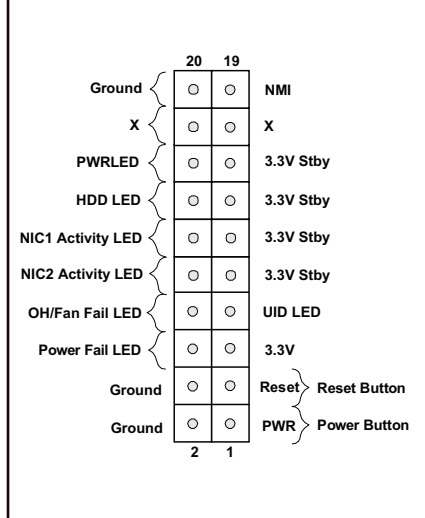 20 19
Ground NMI
X X
PWRLED 3.3V Stby
HDD LED 3.3V Stby
NIC1 Activity LED 3.3V Stby
NIC2 Activity LED 3.3V Stby
OH/Fan Fail LED UID LED
Power Fail LED 3.3V
Ground Reset Reset Button
Ground PWR Power Button
2 1